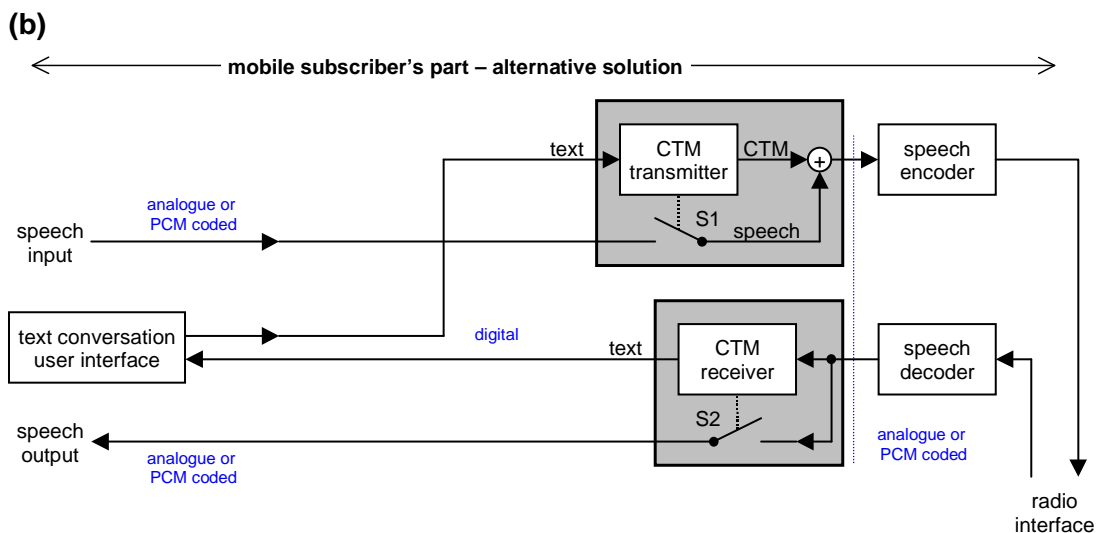 (b)
mobile subscriber's part – alternative solution
text
CTM
transmitter
CTM
+
speech
encoder
analogue or
PCM coded
speech
input
S1
speech
text conversation
user interface
digital
text
CTM
receiver
speech
decoder
S2
speech
output
analogue or
PCM coded
analogue or
PCM coded
radio
interface